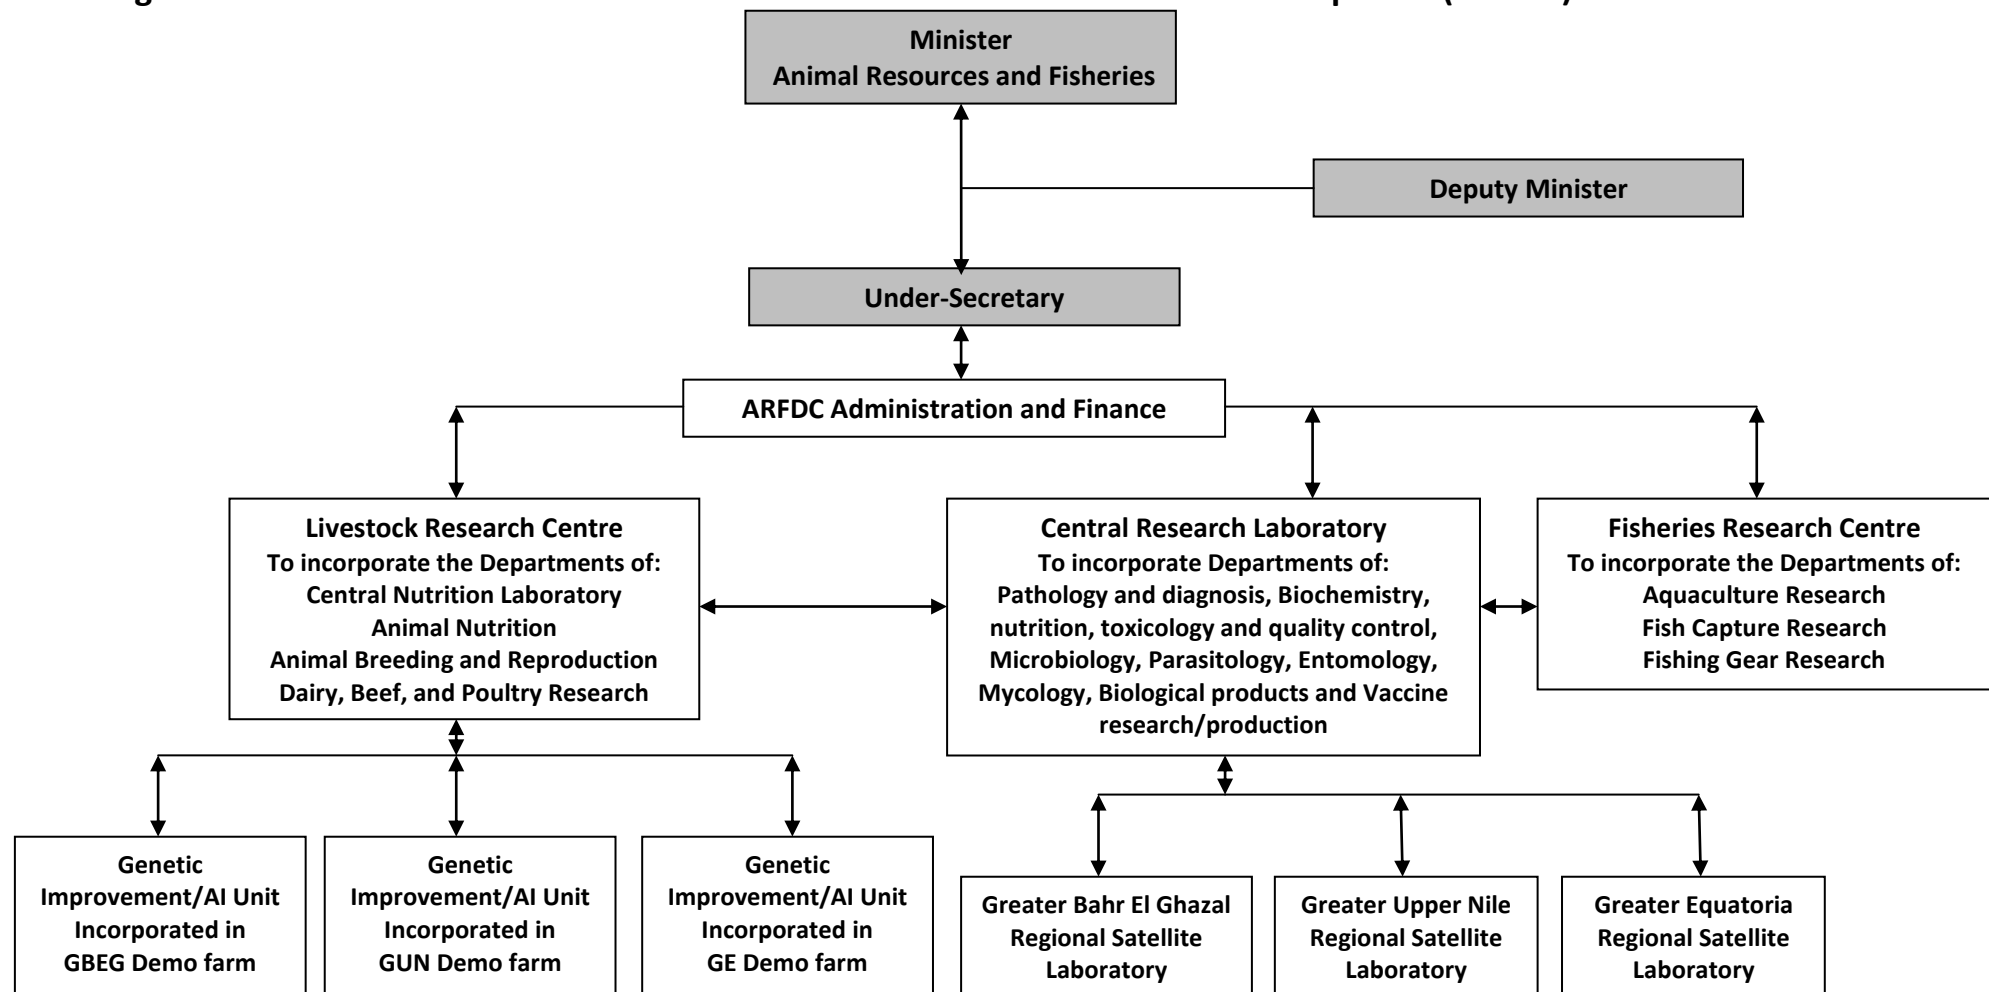 Minister
Animal Resources and Fisheries
Deputy Minister
Under-Secretary
ARFDC Administration and Finance
Livestock Research Centre
To incorporate the Departments of:
Central Nutrition Laboratory
Animal Nutrition
Animal Breeding and Reproduction
Dairy, Beef, and Poultry Research
Central Research Laboratory
To incorporate Departments of:
Pathology and diagnosis, Biochemistry,
nutrition, toxicology and quality control,
Microbiology, Parasitology, Entomology,
Mycology, Biological products and Vaccine
research/production
Fisheries Research Centre
To incorporate the Departments of:
Aquaculture Research
Fish Capture Research
Fishing Gear Research
Genetic
Improvement/AI Unit
Incorporated in
GBEG Demo farm
Genetic
Improvement/AI Unit
Incorporated in
GUN Demo farm
Genetic
Improvement/AI Unit
Incorporated in
GE Demo farm
Greater Bahr El Ghazal
Regional Satellite
Laboratory
Greater Upper Nile
Regional Satellite
Laboratory
Greater Equatoria
Regional Satellite
Laboratory